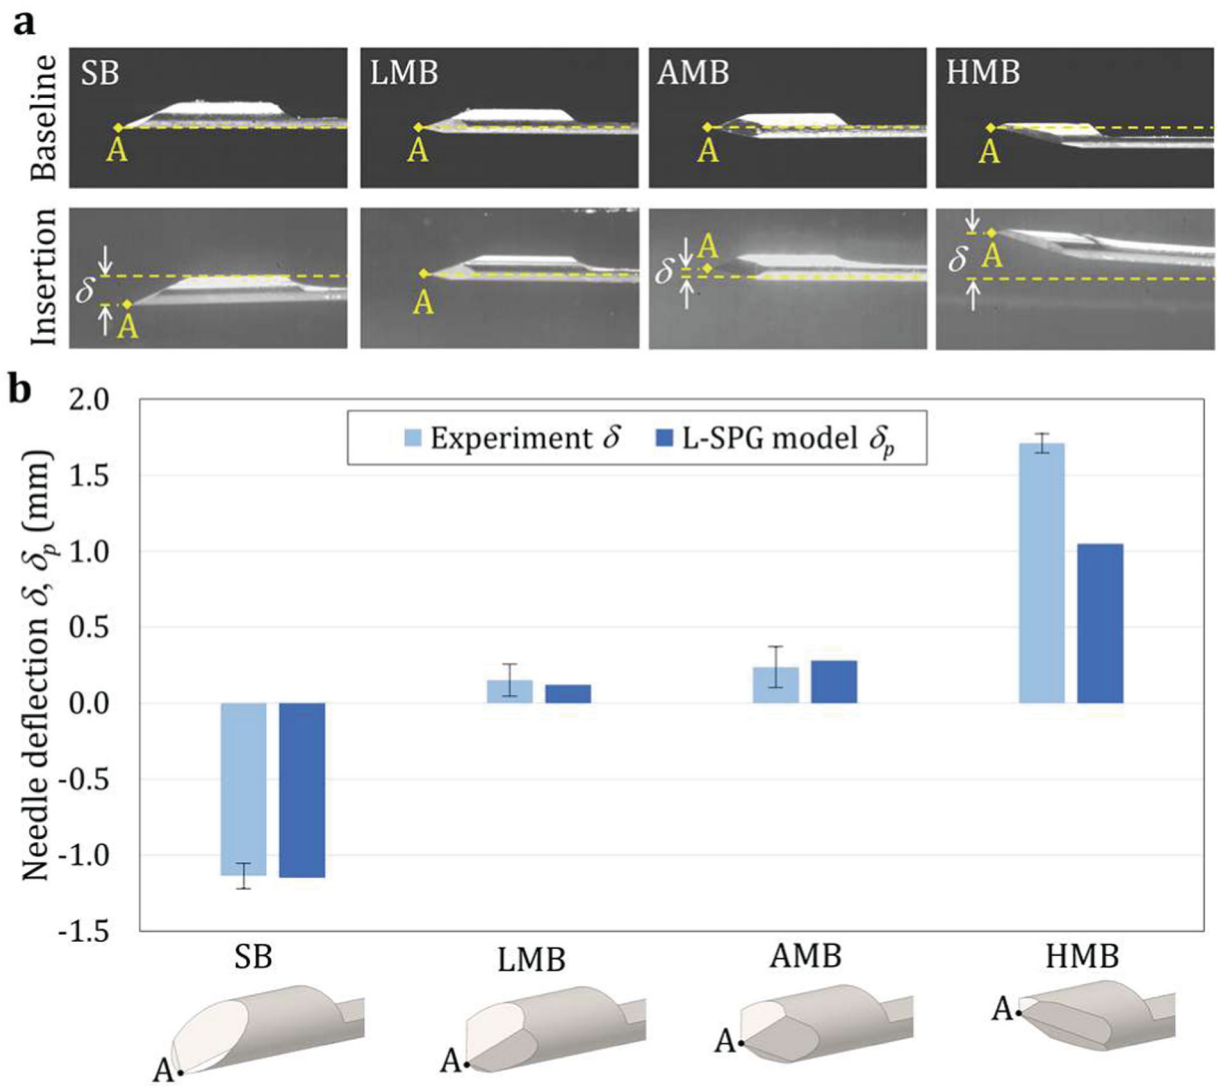 a
Baseline
SB
LMB
AMB
HMB
A
A
A
A
Insertion
δ
A
A
δ
A
δ
A
b
Needle deflection δ, δp (mm)
2.0
1.5
1.0
0.5
0.0
-0.5
-1.0
-1.5
Experiment δ
L-SPG model δp
SB
LMB
AMB
HMB
A
A
A
A